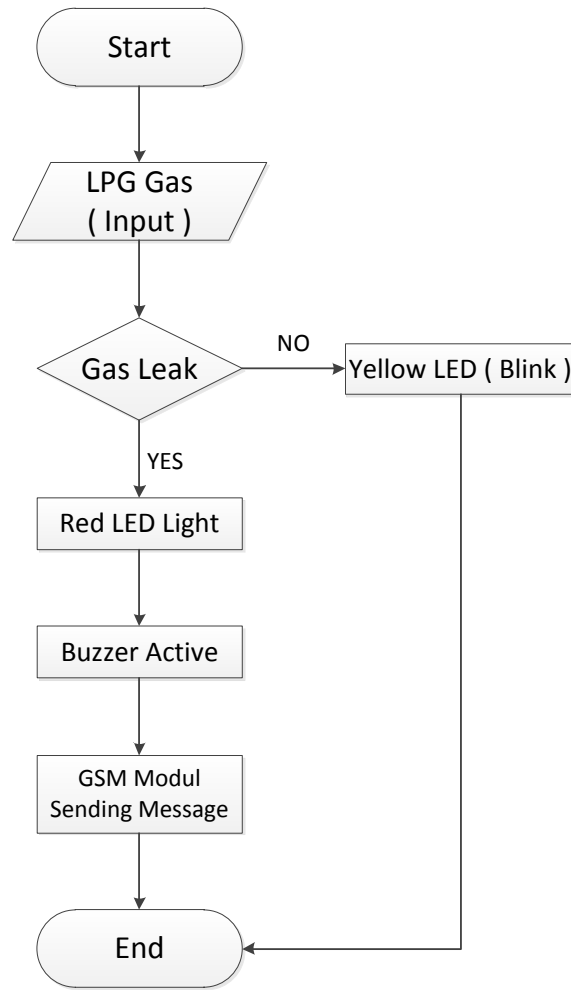 Start
LPG Gas
( Input )
Gas Leak
NO
Yellow LED ( Blink )
YES
Red LED Light
Buzzer Active
GSM Modul
Sending Message
End